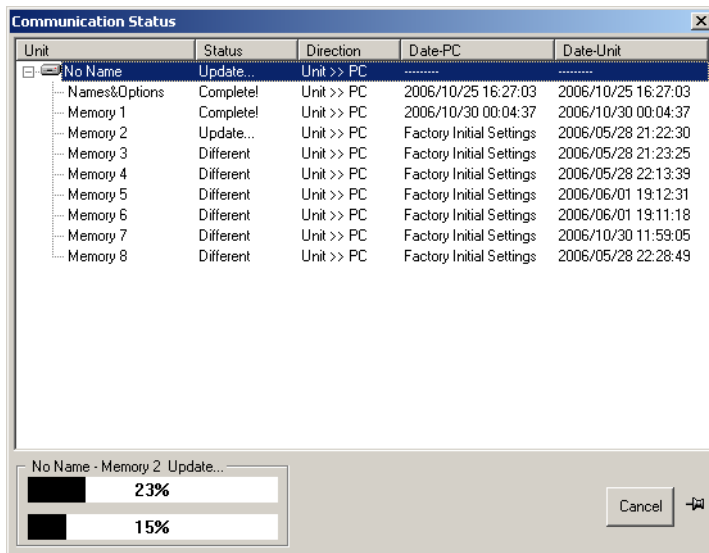 Communication Status
Unit Status Direction Date-PC Date-Unit
No Name Update... Unit >> PC --------- ---------
Names&Options Complete! Unit >> PC 2006/10/25 16:27:03 2006/10/25 16:27:03
Memory 1 Complete! Unit >> PC 2006/10/30 00:04:37 2006/10/30 00:04:37
Memory 2 Update... Unit >> PC Factory Initial Settings 2006/05/28 21:22:30
Memory 3 Different Unit >> PC Factory Initial Settings 2006/05/28 21:23:25
Memory 4 Different Unit >> PC Factory Initial Settings 2006/05/28 22:13:39
Memory 5 Different Unit >> PC Factory Initial Settings 2006/06/01 19:12:31
Memory 6 Different Unit >> PC Factory Initial Settings 2006/06/01 19:11:18
Memory 7 Different Unit >> PC Factory Initial Settings 2006/10/30 11:59:05
Memory 8 Different Unit >> PC Factory Initial Settings 2006/05/28 22:28:49
No Name - Memory 2 Update...
23%
15%
Cancel